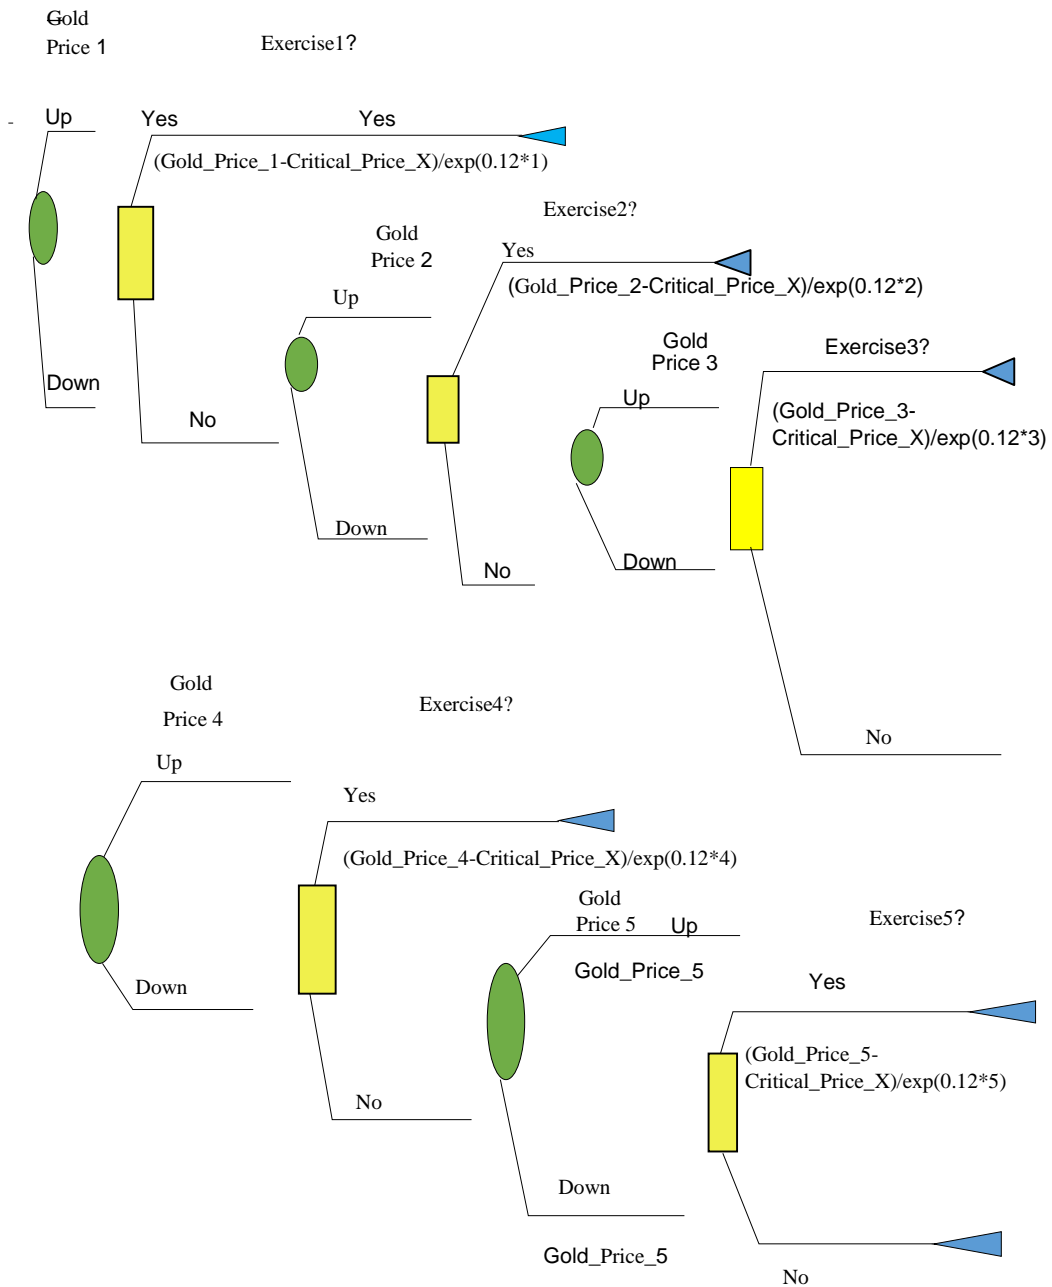 Gold
Price 1
Exercise1?
Up
Yes
Yes
(Gold_Price_1-Critical_Price_X)/exp(0.12*1)
Down
No
Gold
Price 2
Exercise2?
Up
Yes
(Gold_Price_2-Critical_Price_X)/exp(0.12*2)
Down
No
Gold
Price 3
Exercise3?
Up
(Gold_Price_3-
Critical_Price_X)/exp(0.12*3)
Down
No
Gold
Price 4
Exercise4?
Up
Yes
(Gold_Price_4-Critical_Price_X)/exp(0.12*4)
Down
No
Gold
Price 5
Up
Exercise5?
Gold_Price_5
Yes
(Gold_Price_5-
Critical_Price_X)/exp(0.12*5)
Down
Gold_Price_5
No